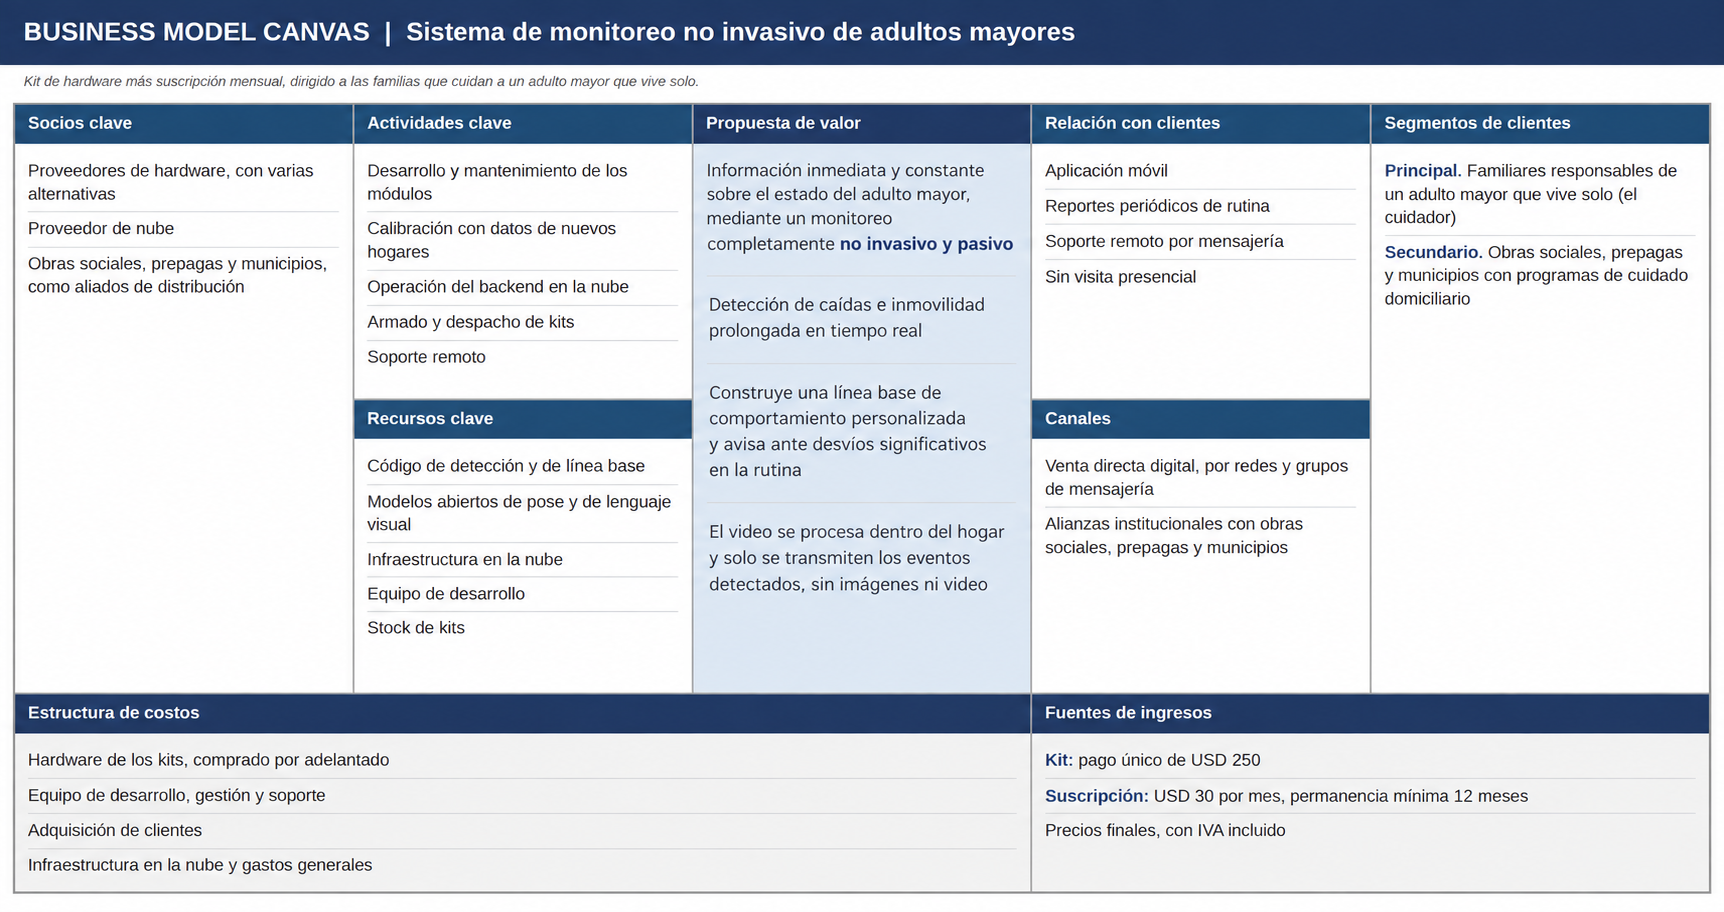 BUSINESS MODEL CANVAS | Sistema de monitoreo no invasivo de adultos mayores
Kit de hardware más suscripción mensual, dirigido a las familias que cuidan a un adulto mayor que vive solo.
Socios clave
Proveedores de hardware, con varias
alternativas
Proveedor de nube
Obras sociales, prepagas y municipios,
como aliados de distribución
Actividades clave
Desarrollo y mantenimiento de los
módulos
Calibración con datos de nuevos
hogares
Operación del backend en la nube
Armado y despacho de kits
Soporte remoto
Recursos clave
Código de detección y de línea base
Modelos abiertos de pose y de lenguaje
visual
Infraestructura en la nube
Equipo de desarrollo
Stock de kits
Propuesta de valor
Información inmediata y constante
sobre el estado del adulto mayor,
mediante un monitoreo
completamente no invasivo y pasivo
Detección de caídas e inmovilidad
prolongada en tiempo real
Construye una línea base de
comportamiento personalizada
y avisa ante desvíos significativos
en la rutina
El video se procesa dentro del hogar
y solo se transmiten los eventos
detectados, sin imágenes ni video
Relación con clientes
Aplicación móvil
Reportes periódicos de rutina
Soporte remoto por mensajería
Sin visita presencial
Canales
Venta directa digital, por redes y grupos
de mensajería
Alianzas institucionales con obras
sociales, prepagas y municipios
Segmentos de clientes
Principal. Familiares responsables de
un adulto mayor que vive solo (el
cuidador)
Secundario. Obras sociales, prepagas
y municipios con programas de cuidado
domiciliario
Estructura de costos
Hardware de los kits, comprado por adelantado
Equipo de desarrollo, gestión y soporte
Adquisición de clientes
Infraestructura en la nube y gastos generales
Fuentes de ingresos
Kit: pago único de USD 250
Suscripción: USD 30 por mes, permanencia mínima 12 meses
Precios finales, con IVA incluido